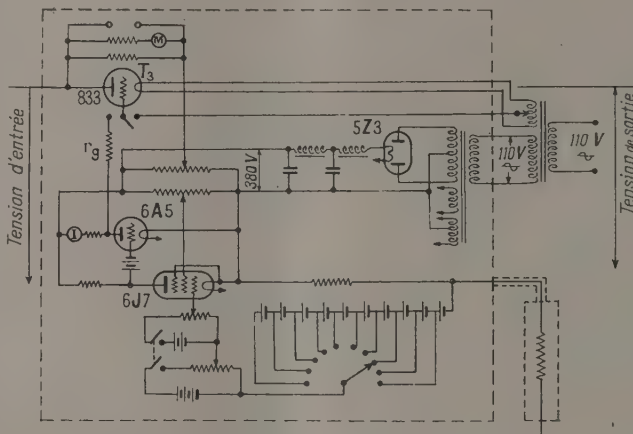 T₃
M
833
Tension d'entrée
rg
5Z3
380 V
110 V
110 V
Tension de sortie
6A5
I
6J7